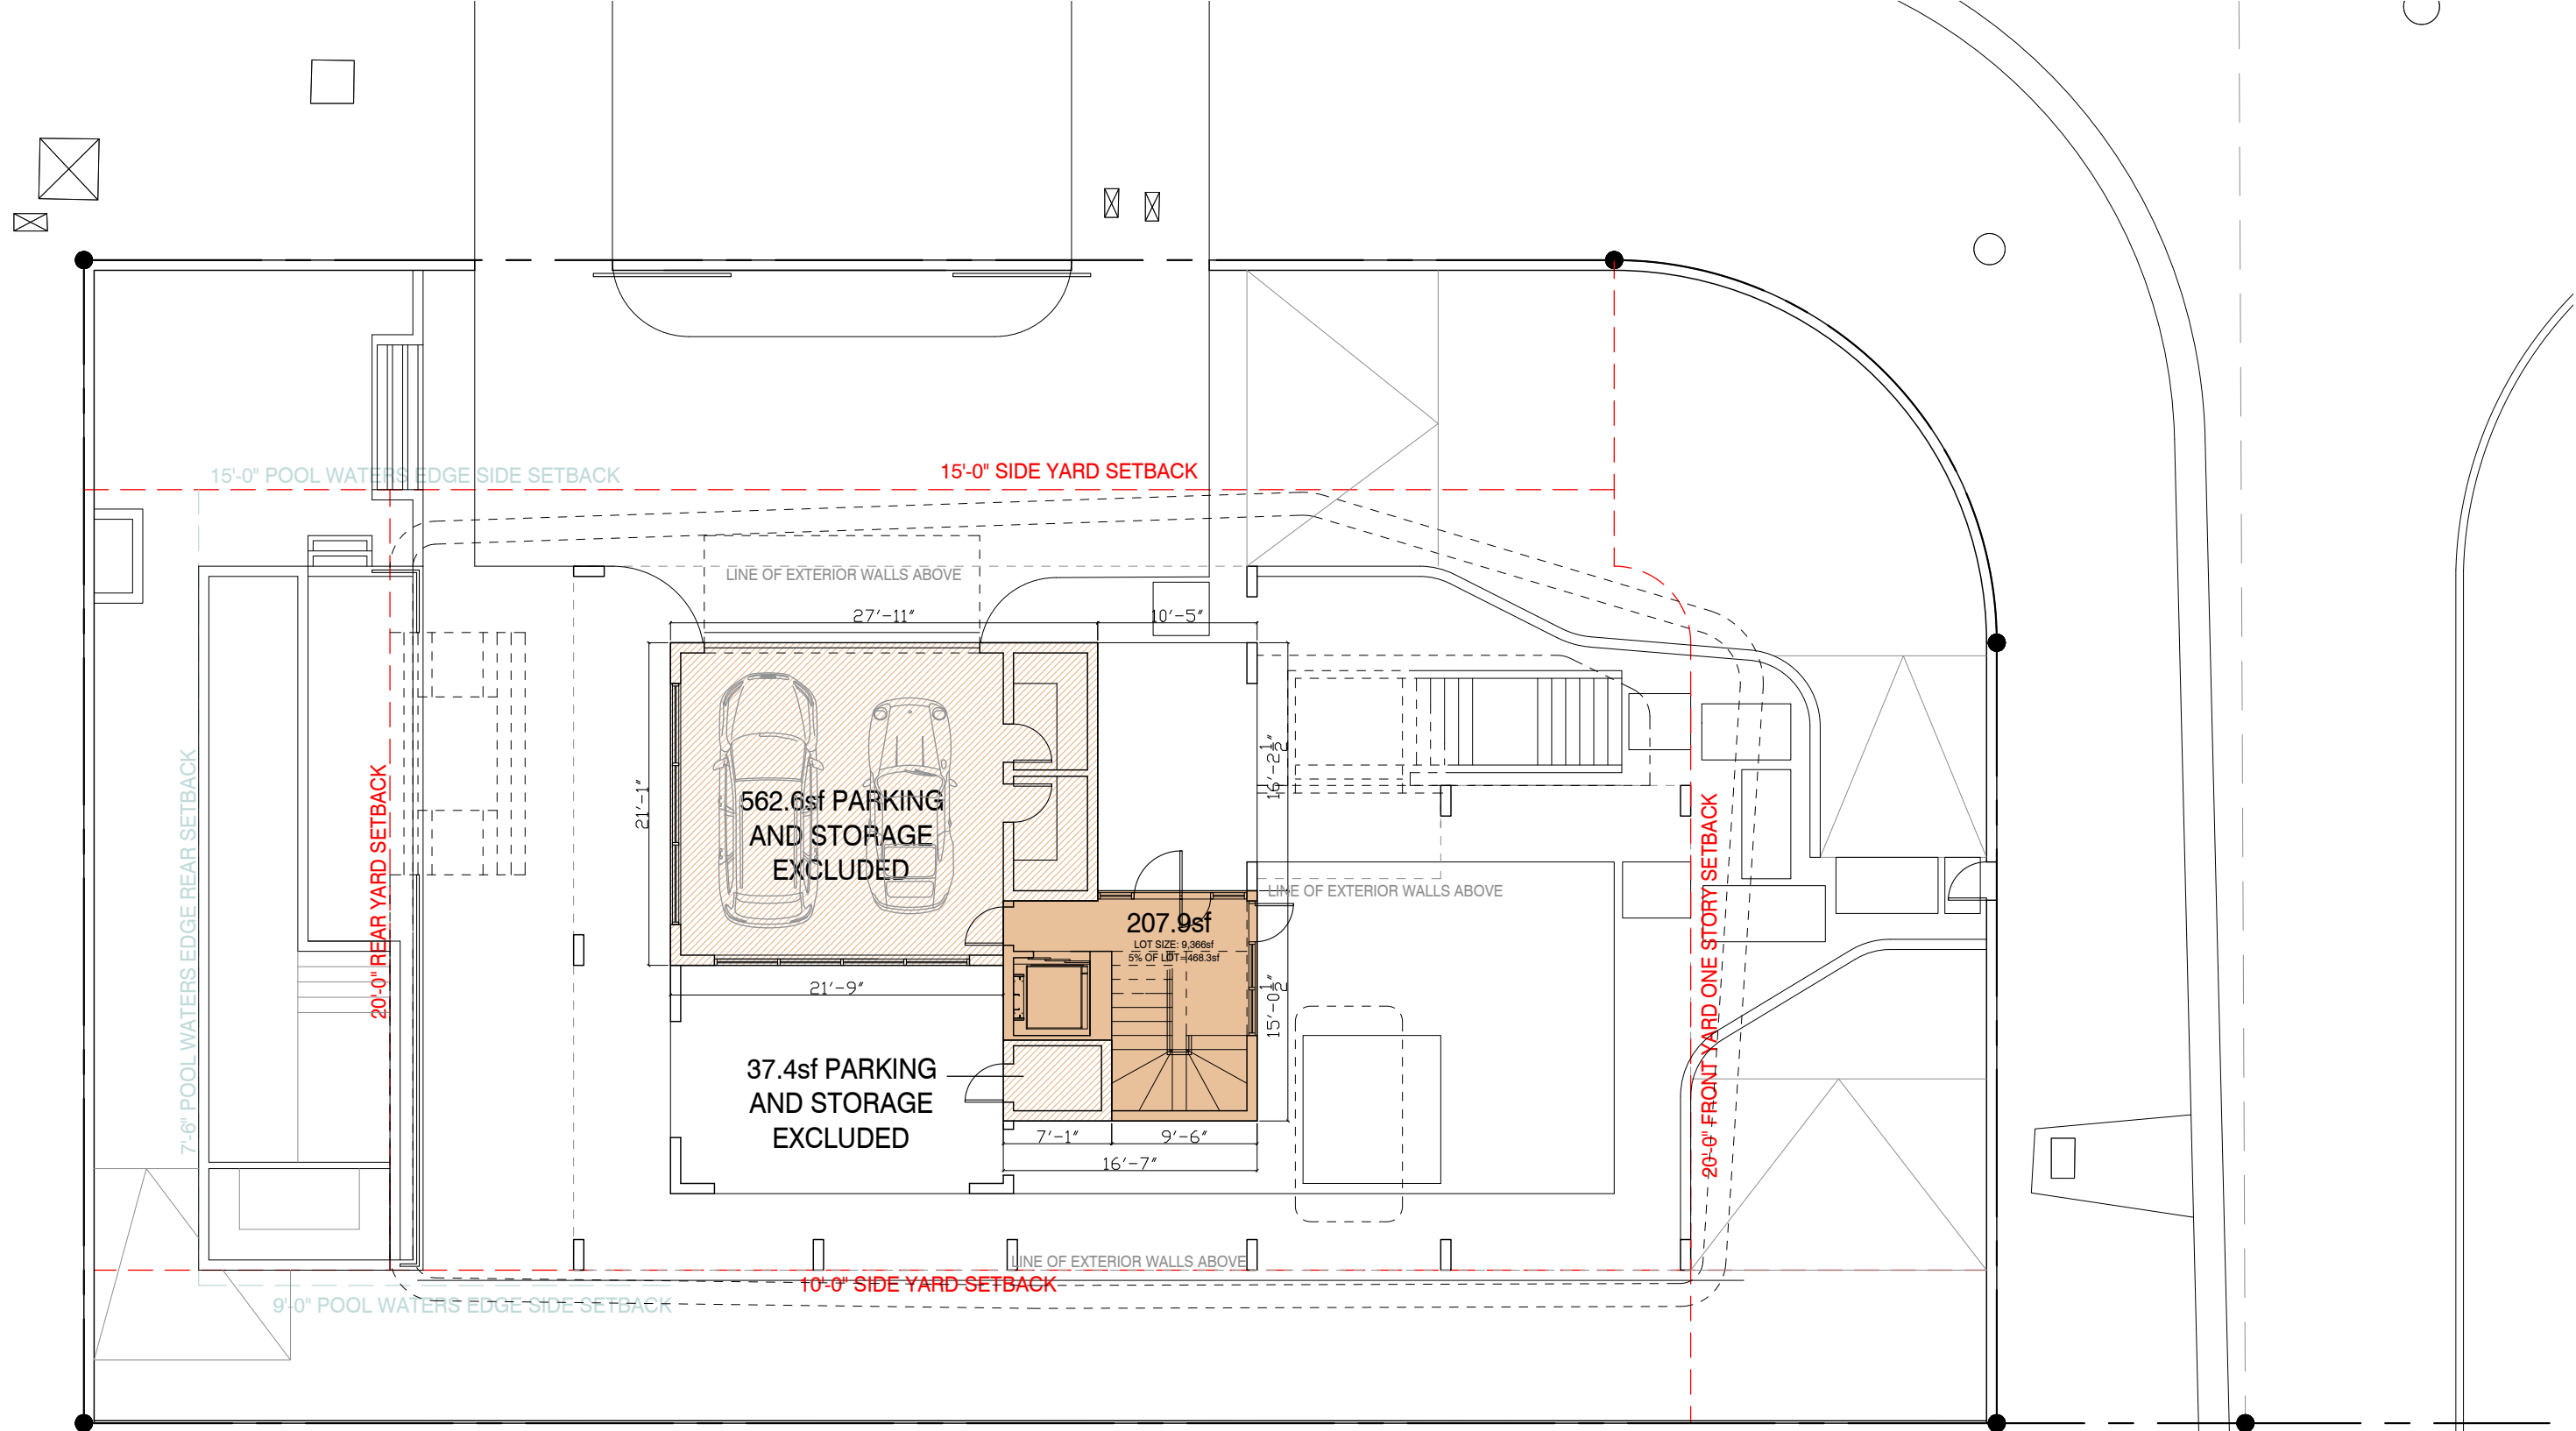 15'-0" POOL WATERS EDGE SIDE SETBACK
15'-0" SIDE YARD SETBACK
LINE OF EXTERIOR WALLS ABOVE
27'-11"
10'-5"
21'-1"
16'-2 1/2"
562.6sf PARKING
AND STORAGE
EXCLUDED
7'-6" POOL WATERS EDGE REAR SETBACK
20'-0" REAR YARD SETBACK
20'-0" FRONT YARD ONE STORY SETBACK
LINE OF EXTERIOR WALLS ABOVE
207.9sf
LOT SIZE: 9,366sf
5% OF LOT=468.3sf
21'-9"
15'-0 1/2"
37.4sf PARKING
AND STORAGE
EXCLUDED
7'-1"
9'-6"
16'-7"
LINE OF EXTERIOR WALLS ABOVE
10'-0" SIDE YARD SETBACK
9'-0" POOL WATERS EDGE SIDE SETBACK